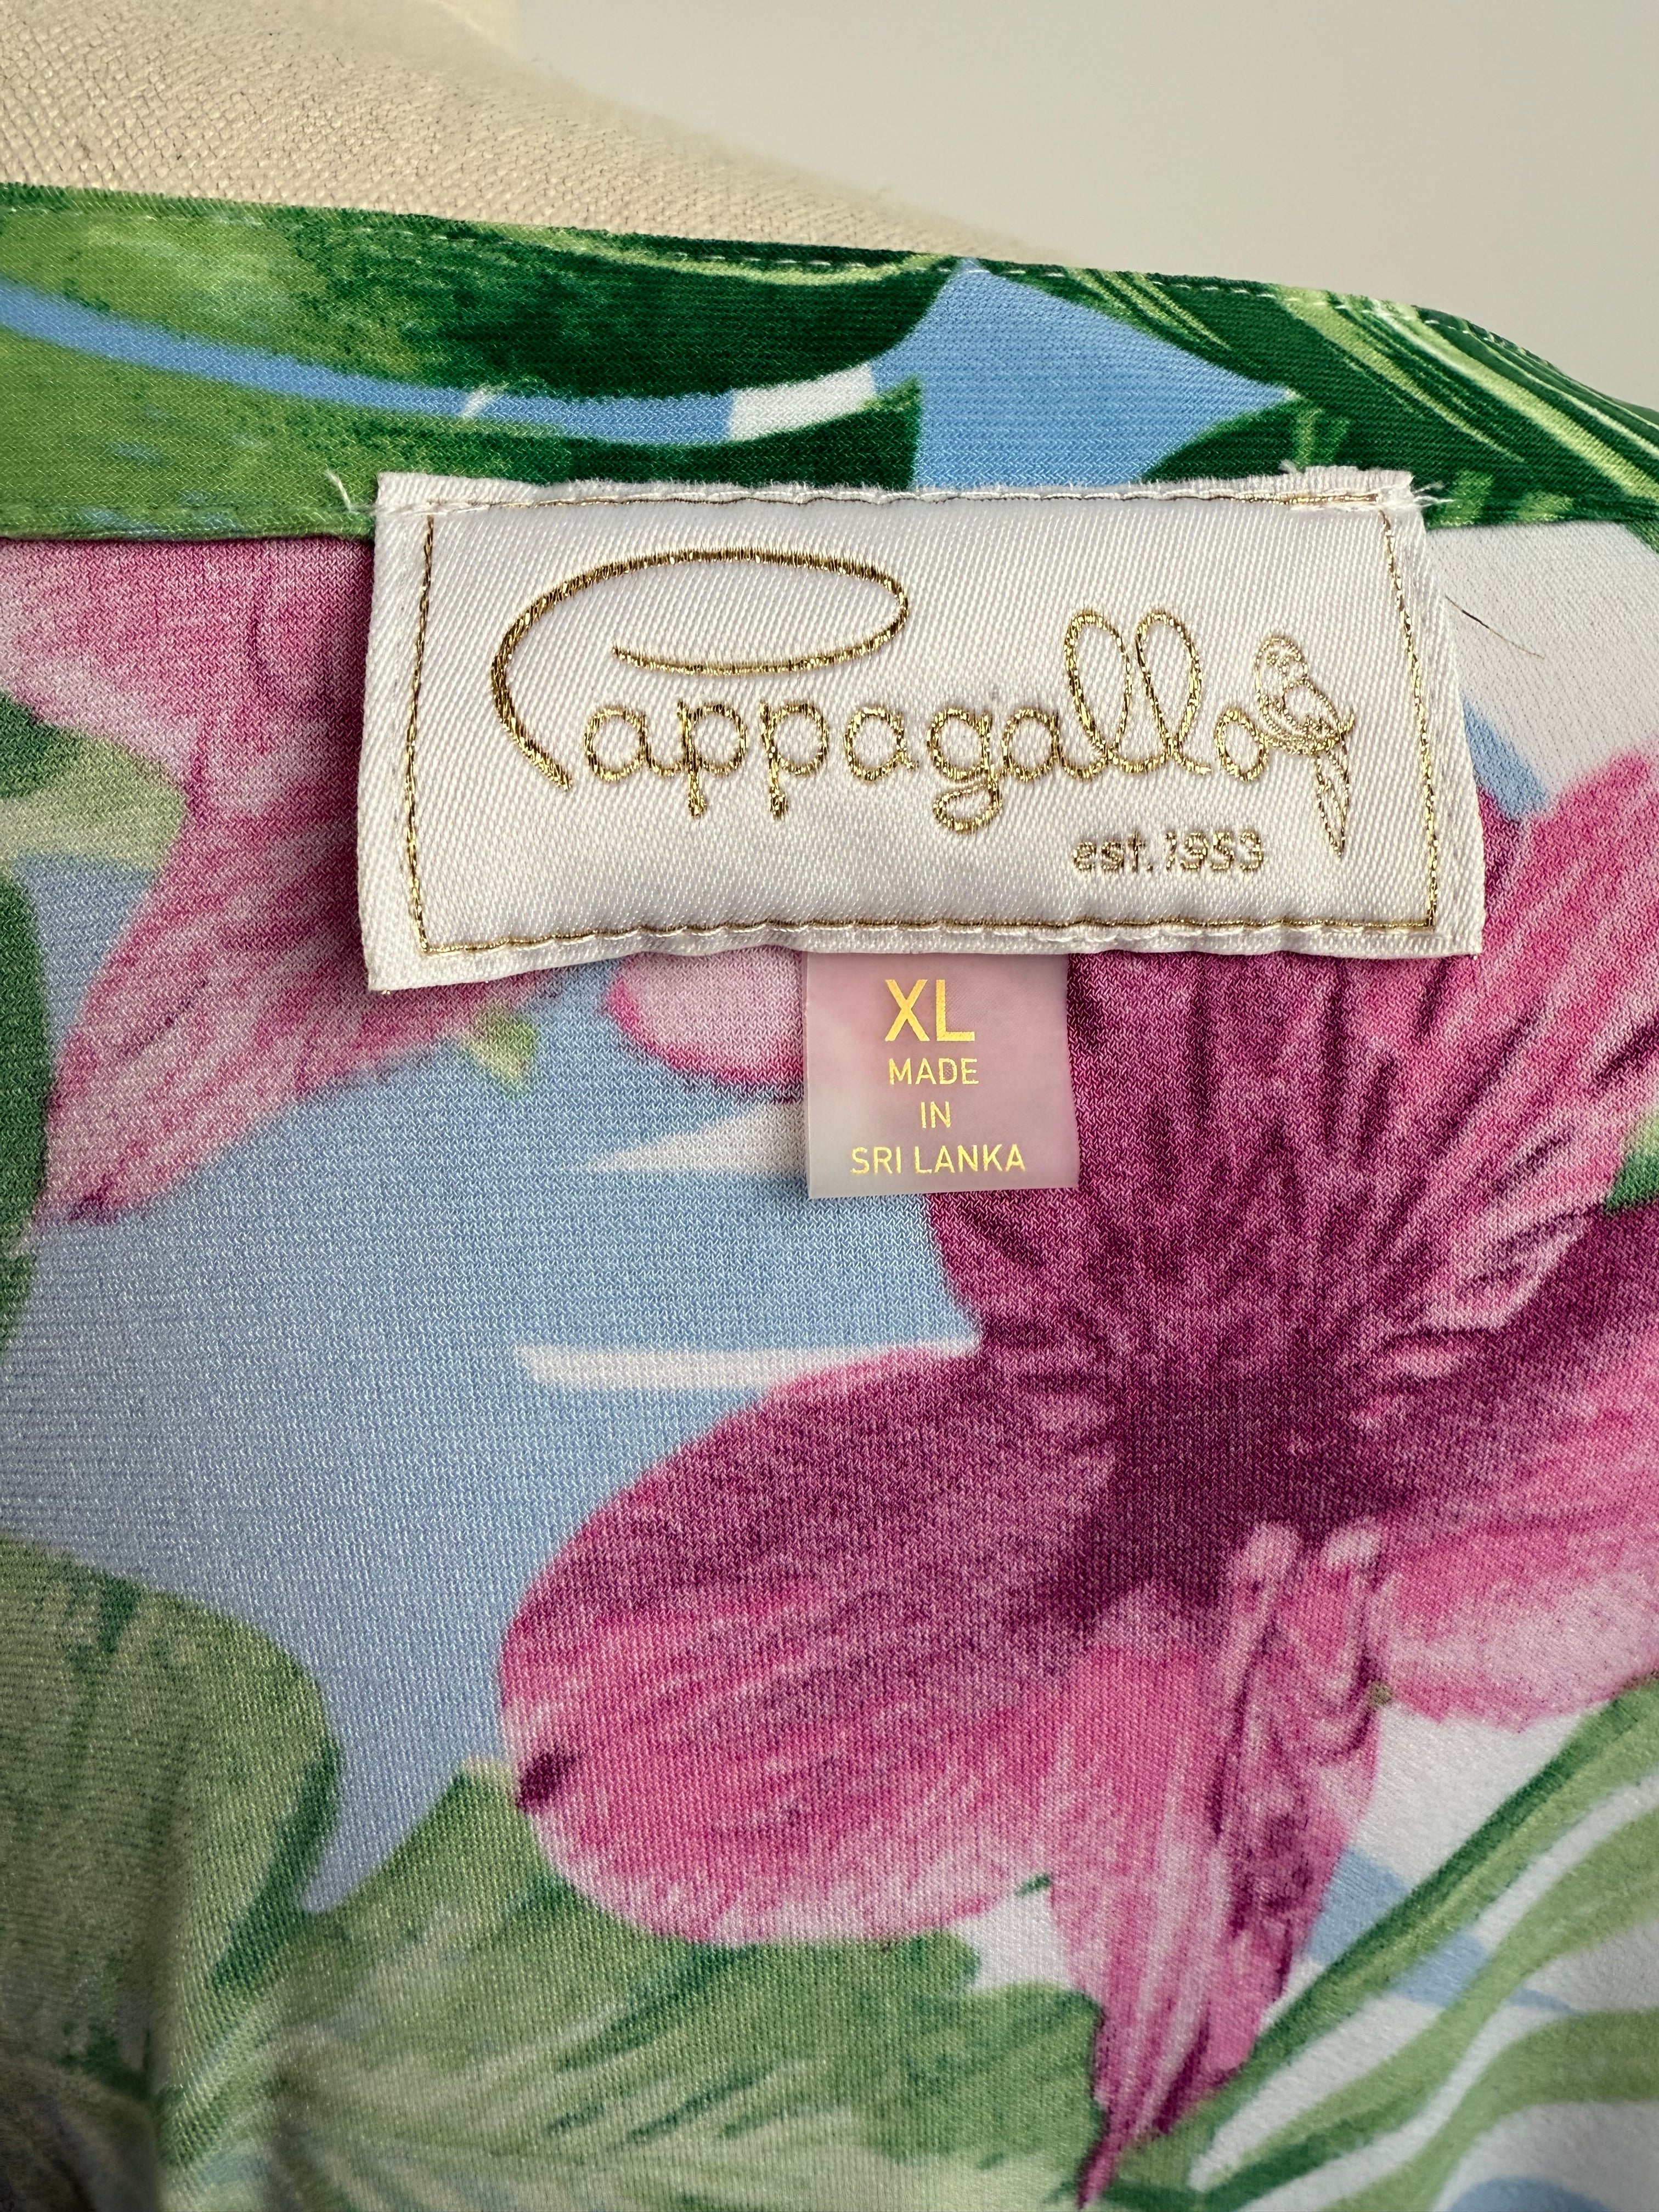 Pappagallo
est. 1953
XL
MADE
IN
SRI LANKA